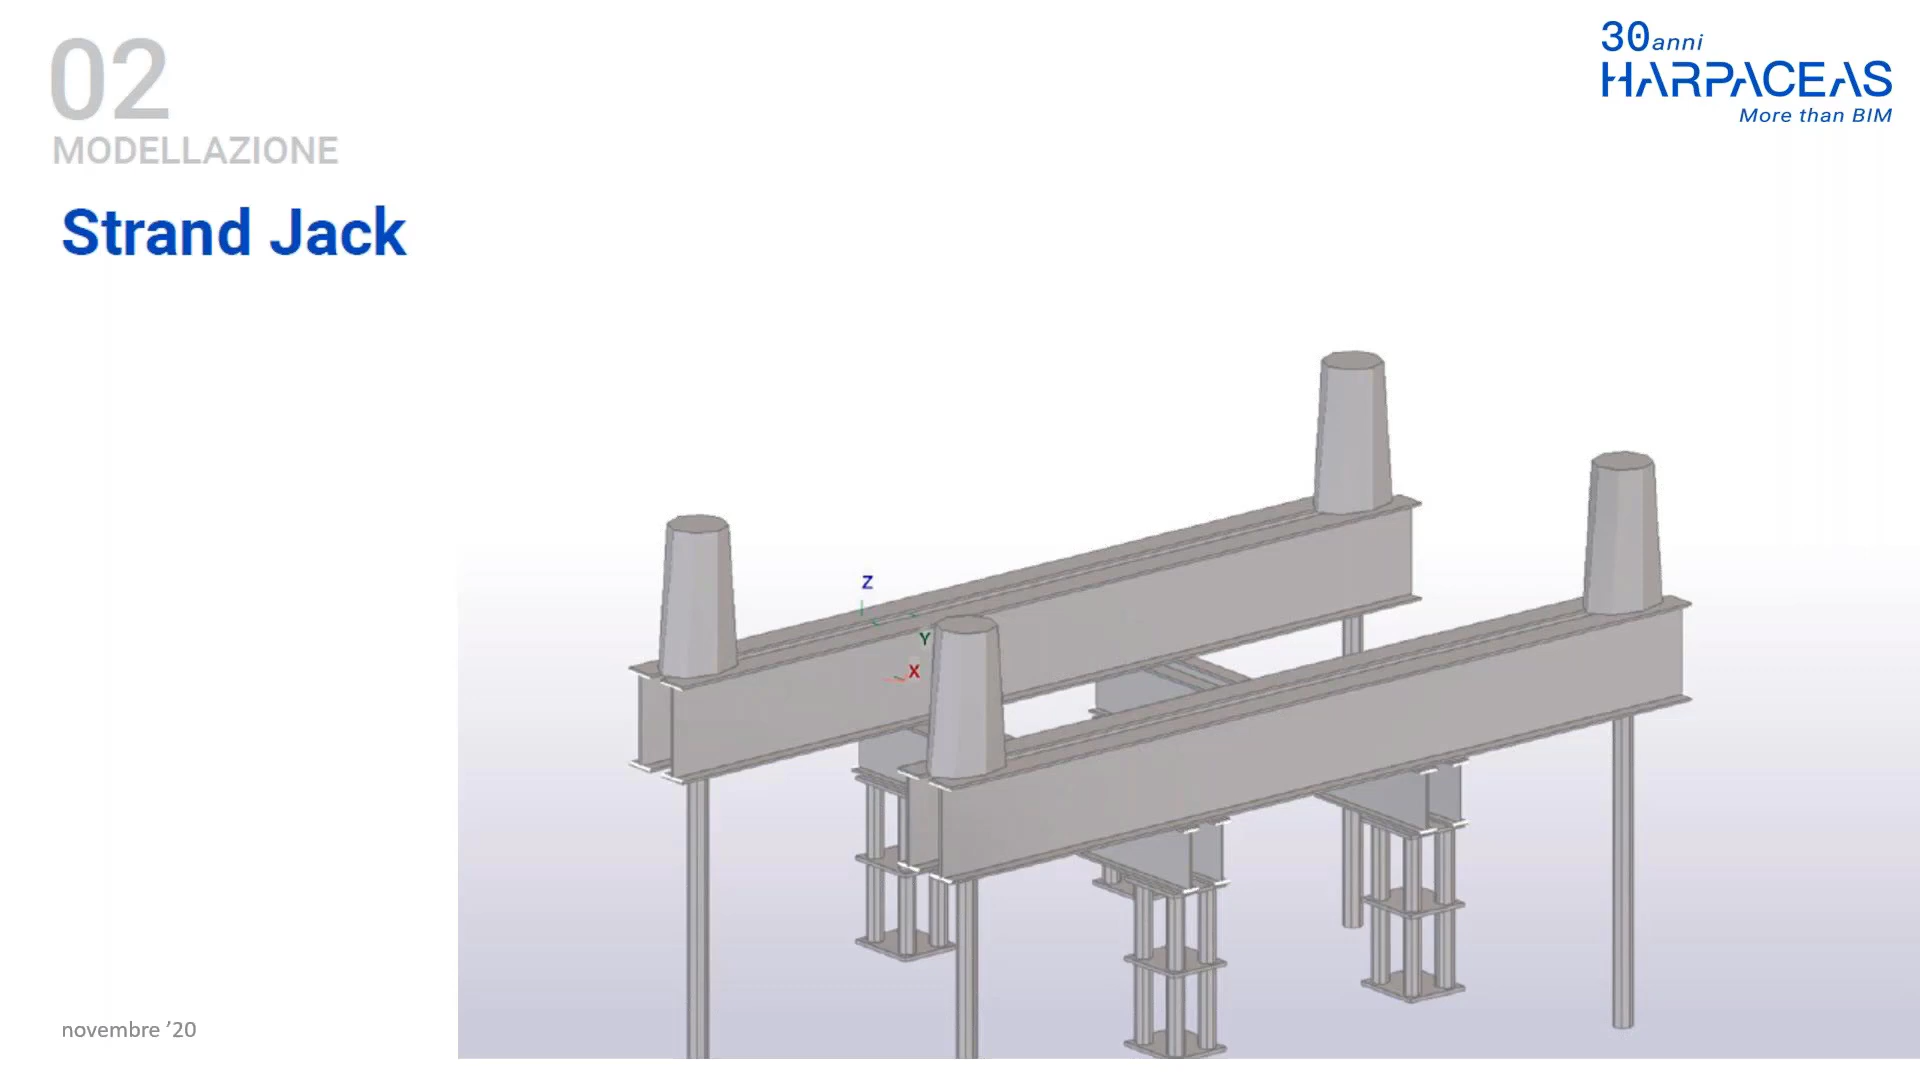 02
MODELLAZIONE
30anni
HARPACEAS
More than BIM
Strand Jack
Z
Y
X
novembre ’20